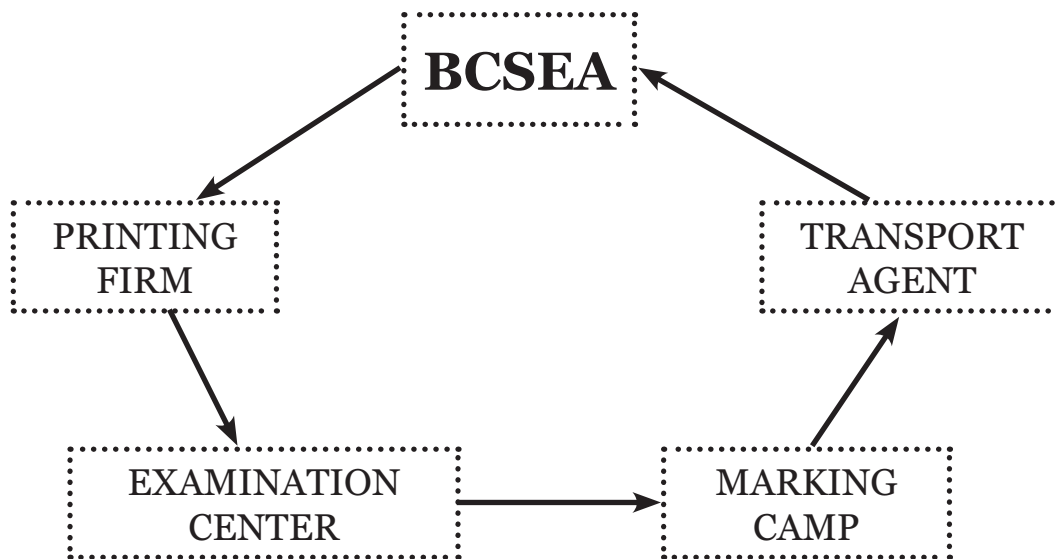 BCSEA
PRINTING
FIRM
TRANSPORT
AGENT
EXAMINATION
CENTER
MARKING
CAMP